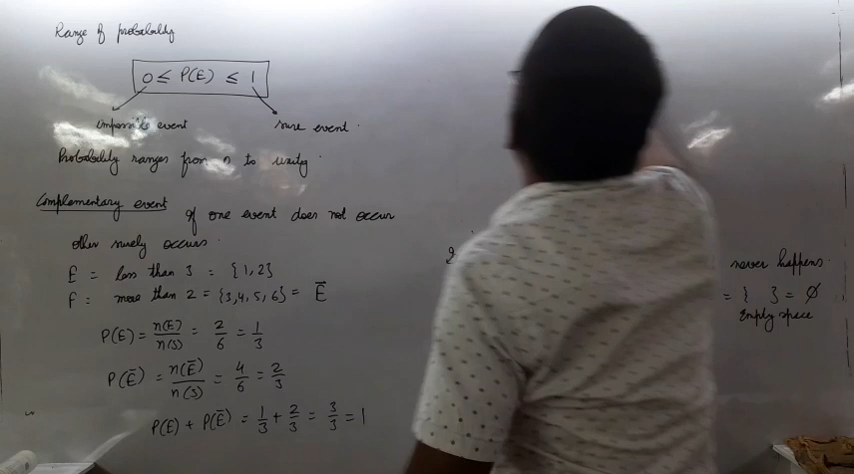 Range of probability
0 ≤ P(E) ≤ 1
impossible event
sure event
Probability ranges from 0 to unity
Complementary event
If one event does not occur
other surely occurs.
E = less than 3 = {1,2}
F : more than 2 = {3,4,5,6} = E̅
P(E) = n(E)/n(S) = 2/6 = 1/3
P(E̅) = n(E̅)/n(S) = 4/6 = 2/3
P(E) + P(E̅) = 1/3 + 2/3 = 3/3 = 1
never happens.
= { } = ∅
Empty space